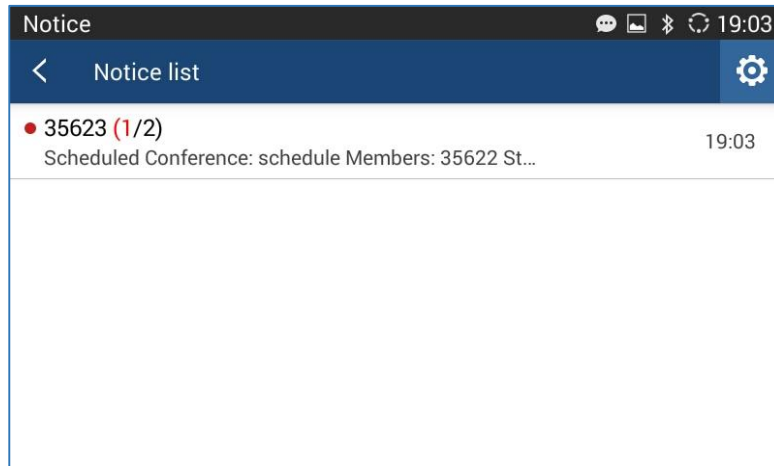 Notice
19:03
Notice list
35623 (1/2)
19:03
Scheduled Conference: schedule Members: 35622 St...